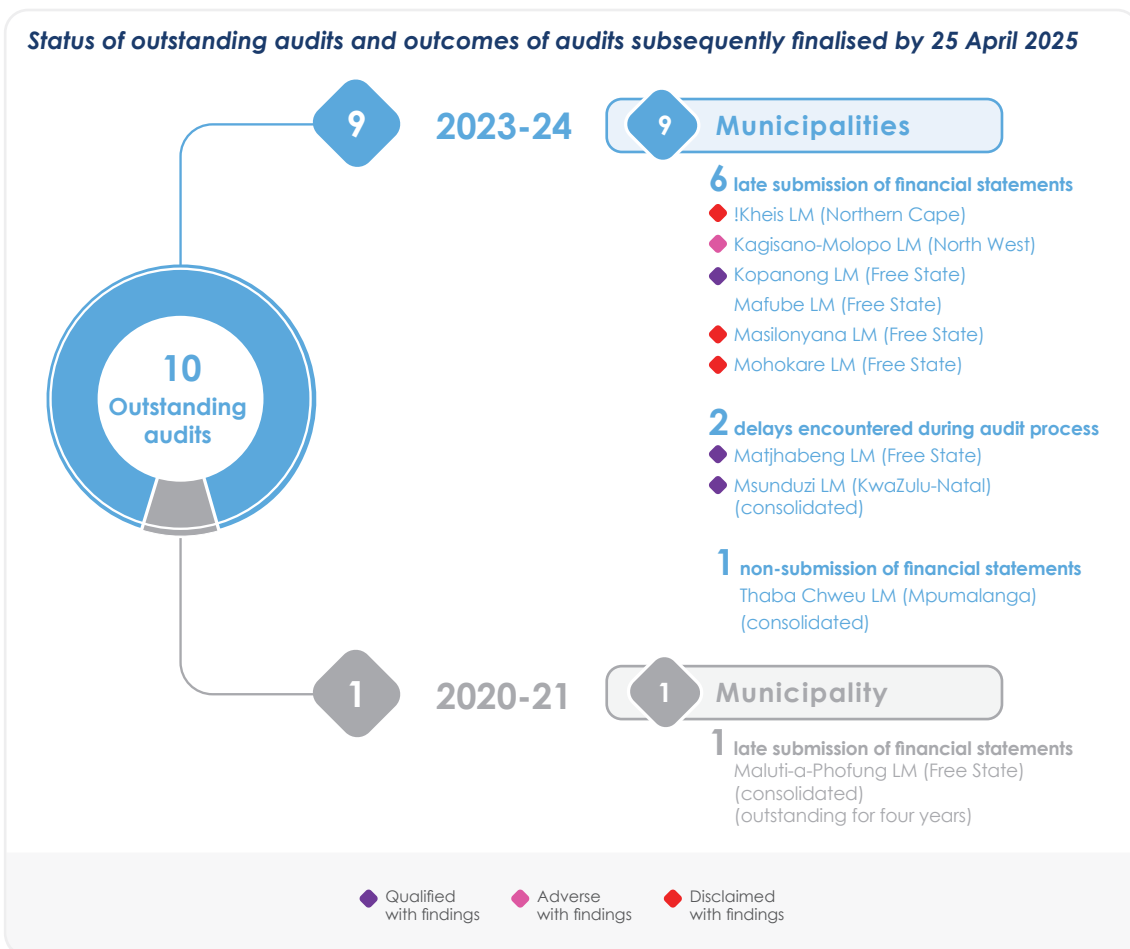 Status of outstanding audits and outcomes of audits subsequently finalised by 25 April 2025
9
2023-24
9
Municipalities
6 late submission of financial statements
!Kheis LM (Northern Cape)
Kagisano-Molopo LM (North West)
Kopanong LM (Free State)
Mafube LM (Free State)
Masilonyana LM (Free State)
Mohokare LM (Free State)
10
Outstanding
audits
2 delays encountered during audit process
Matjhabeng LM (Free State)
Msunduzi LM (KwaZulu-Natal)
(consolidated)
1 non-submission of financial statements
Thaba Chweu LM (Mpumalanga)
(consolidated)
1
2020-21
1
Municipality
1 late submission of financial statements
Maluti-a-Phofung LM (Free State)
(consolidated)
(outstanding for four years)
Qualified
with findings
Adverse
with findings
Disclaimed
with findings